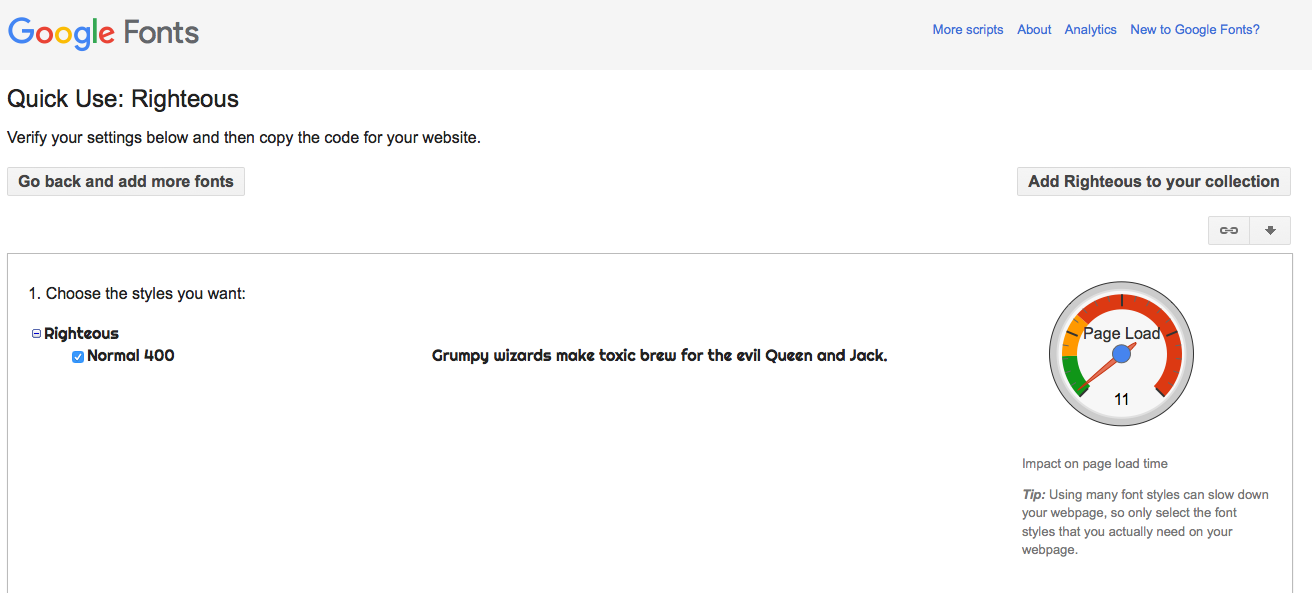 Google Fonts
More scripts About Analytics New to Google Fonts?
Quick Use: Righteous
Verify your settings below and then copy the code for your website.
Go back and add more fonts
Add Righteous to your collection
1. Choose the styles you want:
Righteous
Normal 400
Grumpy wizards make toxic brew for the evil Queen and Jack.
Page Load
11
Impact on page load time
Tip: Using many font styles can slow down
your webpage, so only select the font
styles that you actually need on your
webpage.